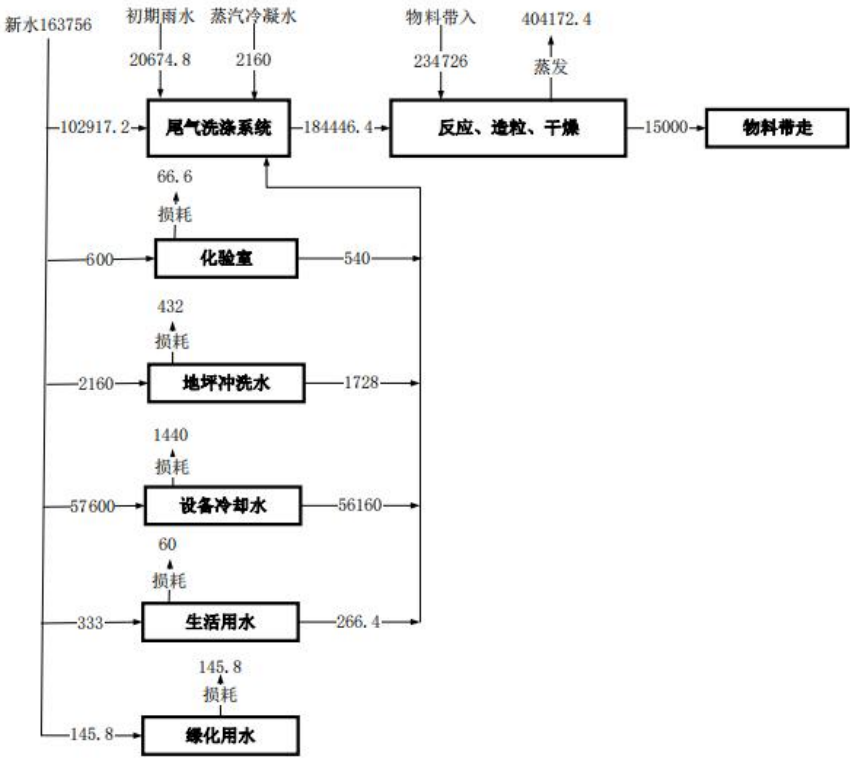 新水163756
初期雨水
蒸汽冷凝水
物料带入
404172.4
20674.8
2160
234726
蒸发
102917.2
尾气洗涤系统
184446.4
反应、造粒、干燥
15000
物料带走
66.6
损耗
600
化验室
540
432
损耗
2160
地坪冲洗水
1728
1440
损耗
57600
设备冷却水
56160
60
损耗
333
生活用水
266.4
145.8
损耗
145.8
绿化用水